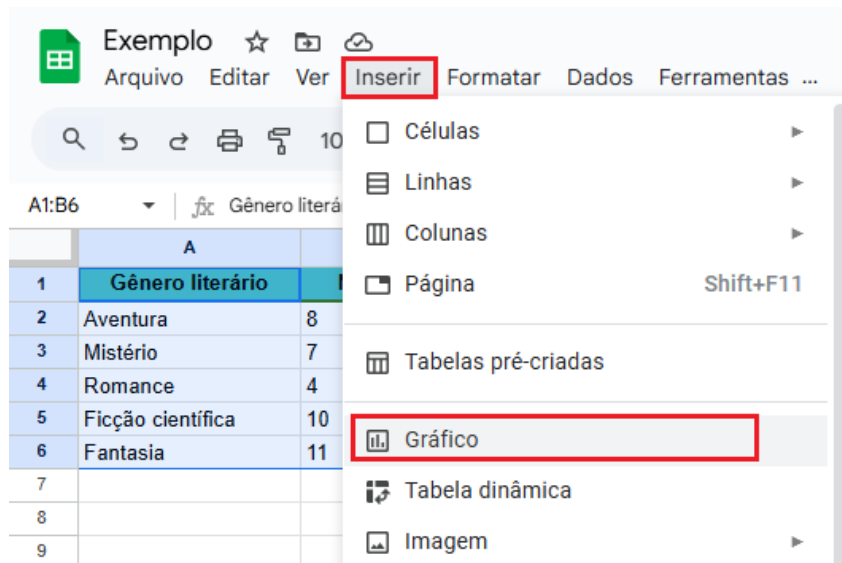 Exemplo
Arquivo Editar Ver Inserir Formatar Dados Ferramentas ...
10
A1:B6 fx Gênero literá
A
1 Gênero literário
2 Aventura 8
3 Mistério 7
4 Romance 4
5 Ficção científica 10
6 Fantasia 11
7
8
9
Células
Linhas
Colunas
Página Shift+F11
Tabelas pré-criadas
Gráfico
Tabela dinâmica
Imagem